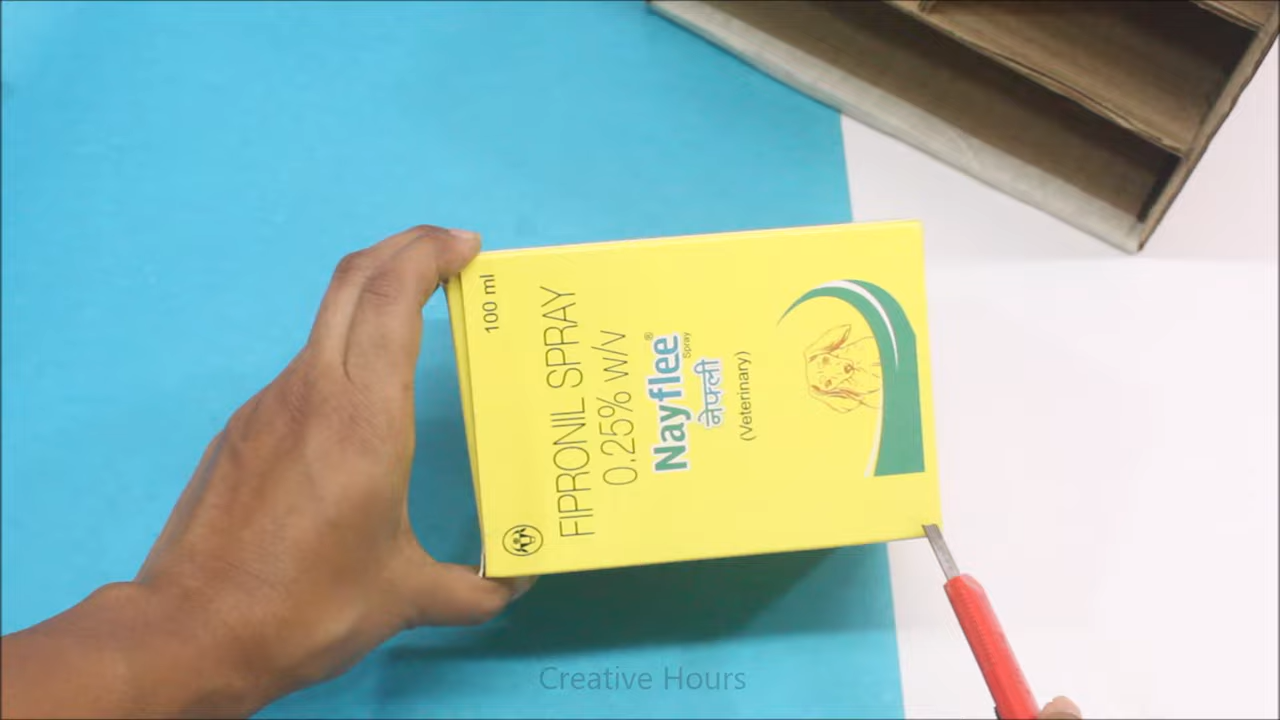 100 ml
FIPRONIL SPRAY
0.25% w/v
Nayflee®
Spray
नेफ्ली
(Veterinary)
Creative Hours